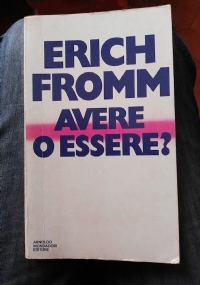 ERICH
FROMM
AVERE
O ESSERE?
ARNOLDO
MONDADORI
EDITORE